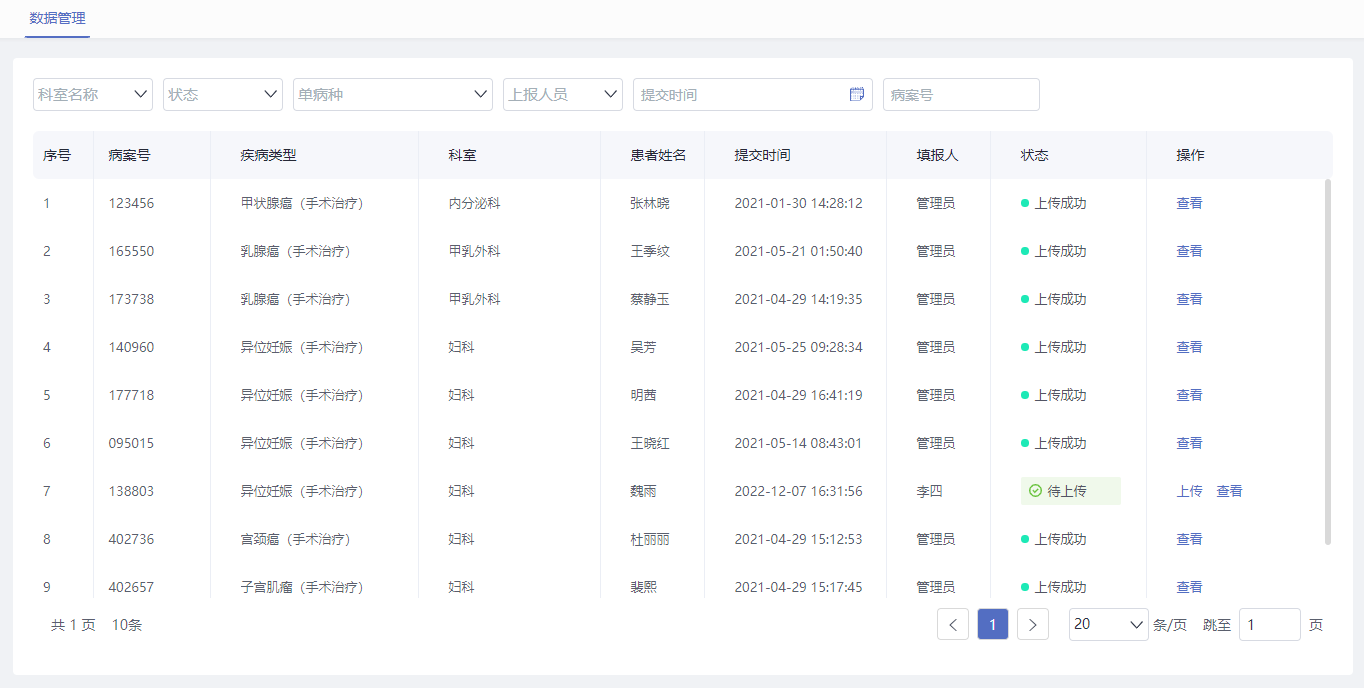 数据管理
科室名称 状态 单病种 上报人员 提交时间 病案号
序号 病案号 疾病类型 科室 患者姓名 提交时间 填报人 状态 操作
1 123456 甲状腺癌（手术治疗） 内分泌科 张林晓 2021-01-30 14:28:12 管理员 上传成功 查看
2 165550 乳腺癌（手术治疗） 甲乳外科 王季纹 2021-05-21 01:50:40 管理员 上传成功 查看
3 173738 乳腺癌（手术治疗） 甲乳外科 蔡静玉 2021-04-29 14:19:35 管理员 上传成功 查看
4 140960 异位妊娠（手术治疗） 妇科 吴芳 2021-05-25 09:28:34 管理员 上传成功 查看
5 177718 异位妊娠（手术治疗） 妇科 明茜 2021-04-29 16:41:19 管理员 上传成功 查看
6 095015 异位妊娠（手术治疗） 妇科 王晓红 2021-05-14 08:43:01 管理员 上传成功 查看
7 138803 异位妊娠（手术治疗） 妇科 魏雨 2022-12-07 16:31:56 李四 待上传 上传 查看
8 402736 宫颈癌（手术治疗） 妇科 杜丽丽 2021-04-29 15:12:53 管理员 上传成功 查看
9 402657 子宫肌瘤（手术治疗） 妇科 裴熙 2021-04-29 15:17:45 管理员 上传成功 查看
共 1 页 10条 1 20 条/页 跳至 1 页